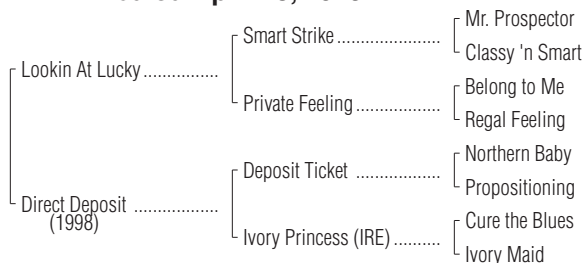 Smart Strike ..................
Mr. Prospector
Classy 'n Smart
Lookin At Lucky ...............
Private Feeling ...................
Belong to Me
Regal Feeling
Deposit Ticket ...................
Northern Baby
Propositioning
Direct Deposit .................
(1998)
Ivory Princess (IRE) ..........
Cure the Blues
Ivory Maid